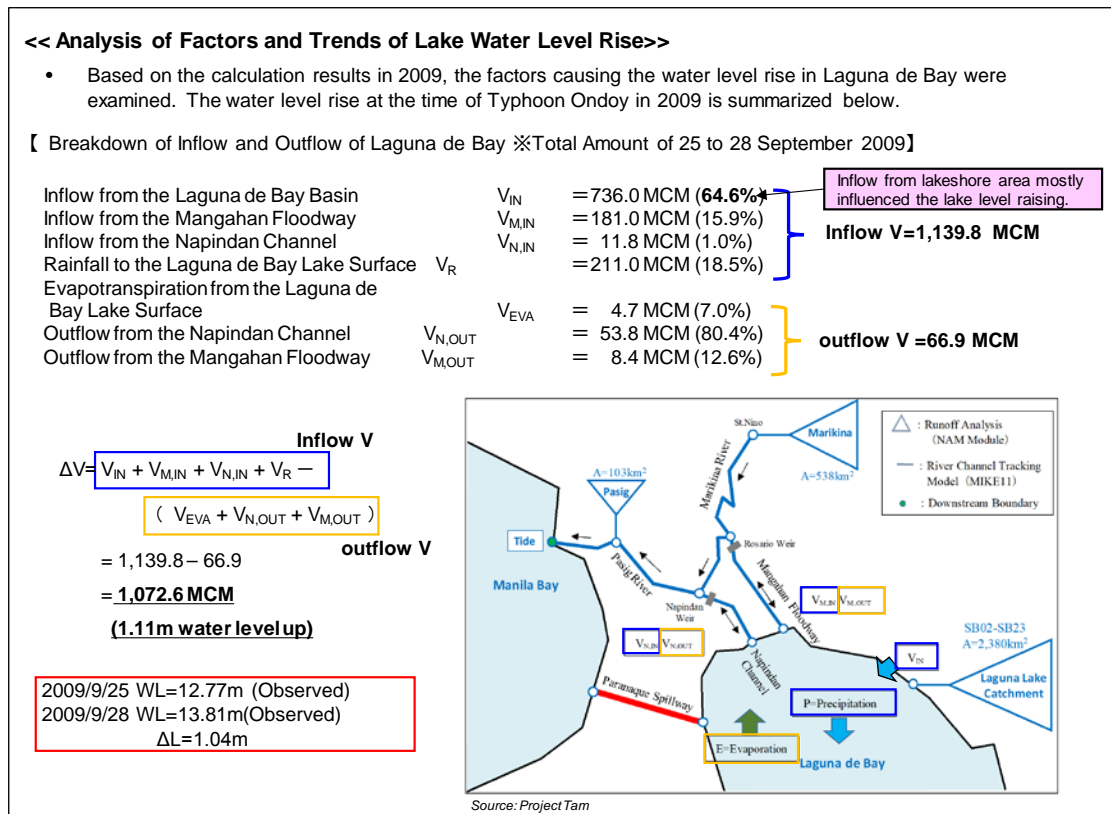 << Analysis of Factors and Trends of Lake Water Level Rise>>
• Based on the calculation results in 2009, the factors causing the water level rise in Laguna de Bay were
examined. The water level rise at the time of Typhoon Ondoy in 2009 is summarized below.
【 Breakdown of Inflow and Outflow of Laguna de Bay ※Total Amount of 25 to 28 September 2009】
Inflow from the Laguna de Bay Basin V_IN =736.0 MCM (64.6%)
Inflow from the Mangahan Floodway V_M,IN =181.0 MCM (15.9%)
Inflow from the Napindan Channel V_N,IN = 11.8 MCM (1.0%)
Rainfall to the Laguna de Bay Lake Surface V_R =211.0 MCM (18.5%)
Evapotranspiration from the Laguna de
Bay Lake Surface V_EVA = 4.7 MCM (7.0%)
Outflow from the Napindan Channel V_N,OUT = 53.8 MCM (80.4%)
Outflow from the Mangahan Floodway V_M,OUT = 8.4 MCM (12.6%)
Inflow from lakeshore area mostly
influenced the lake level raising.
Inflow V=1,139.8 MCM
outflow V =66.9 MCM
Inflow V
ΔV= V_IN + V_M,IN + V_N,IN + V_R −
( V_EVA + V_N,OUT + V_M,OUT )
outflow V
= 1,139.8 – 66.9
= 1,072.6 MCM
(1.11m water level up)
2009/9/25 WL=12.77m (Observed)
2009/9/28 WL=13.81m(Observed)
ΔL=1.04m
St.Nino
Marikina
A=538km²
A=103km²
Pasig
Marikina River
: Runoff Analysis
(NAM Module)
: River Channel Tracking
Model (MIKE11)
: Downstream Boundary
Tide
Rosario Weir
Pasig River
Manila Bay
Napindan
Weir
Mangahan Floodway
V_M,IN V_M,OUT
V_N,IN V_N,OUT
Napindan
Channel
SB02-SB23
A=2,380km²
V_IN
Laguna Lake
Catchment
Paranaque Spillway
P=Precipitation
E=Evaporation
Laguna de Bay
Source: Project Tam